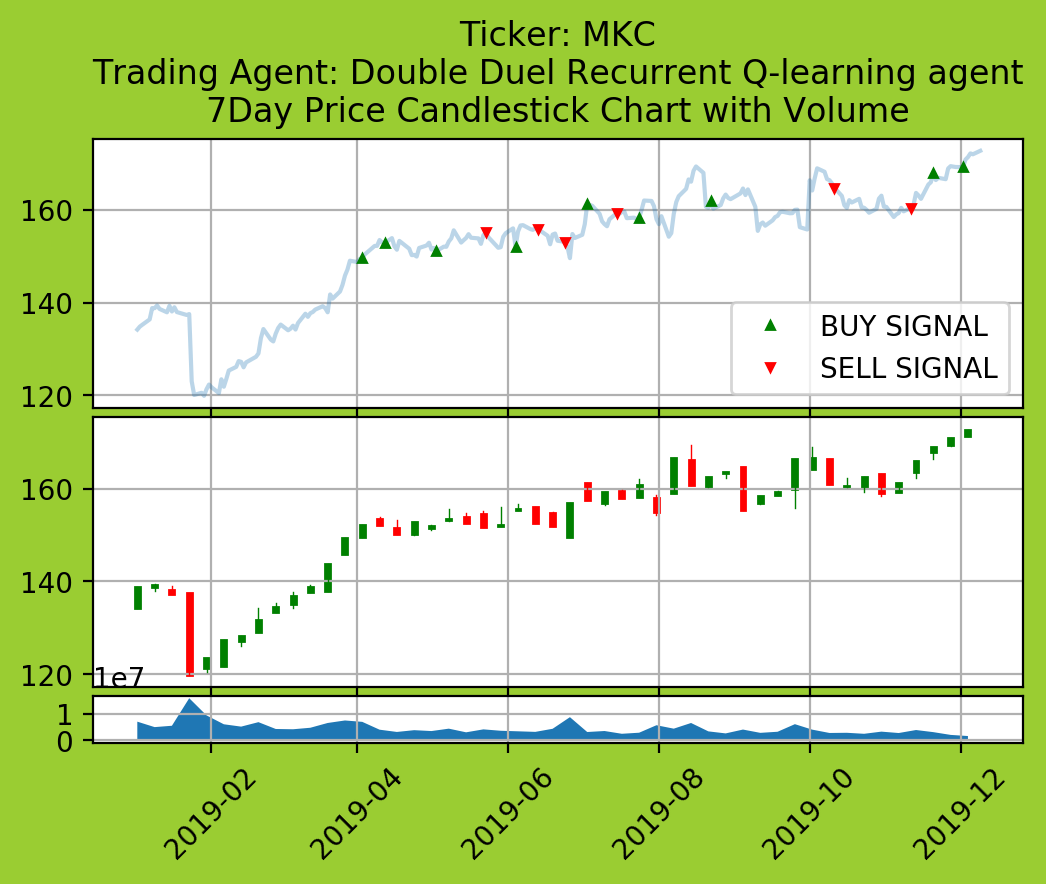 Ticker: MKC
Trading Agent: Double Duel Recurrent Q-learning agent
7Day Price Candlestick Chart with Volume
160
140
120
BUY SIGNAL
SELL SIGNAL
160
140
120
1e7
1
0
2019-02
2019-04
2019-06
2019-08
2019-10
2019-12